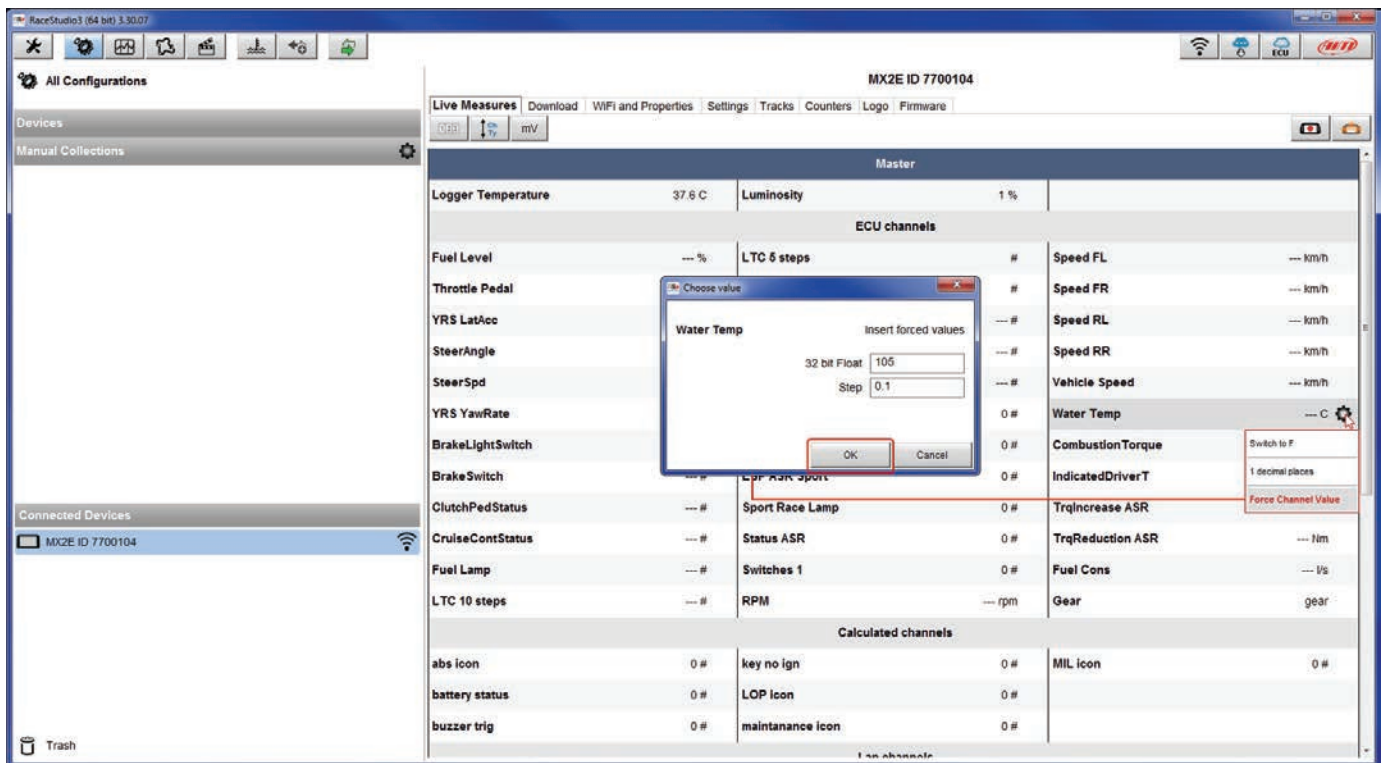 RaceStudio3 (64 bit) 3.30.07
ECU
All Configurations
Devices
Manual Collections
Connected Devices
MX2E ID 7700104
Trash
MX2E ID 7700104
Live Measures Download WiFi and Properties Settings Tracks Counters Logo Firmware
mV
Master
Logger Temperature 37.6 C Luminosity 1 %
ECU channels
Fuel Level --- % LTC 5 steps # Speed FL --- km/h
Throttle Pedal # Speed FR --- km/h
YRS LatAcc --- # Speed RL --- km/h
SteerAngle --- # Speed RR --- km/h
SteerSpd --- # Vehicle Speed --- km/h
YRS YawRate 0 # Water Temp --- C
BrakeLightSwitch 0 # CombustionTorque
BrakeSwitch --- # ESP ASR Sport 0 # IndicatedDriverT
ClutchPedStatus --- # Sport Race Lamp 0 # TrqIncrease ASR
CruiseContStatus --- # Status ASR 0 # TrqReduction ASR --- Nm
Fuel Lamp --- # Switches 1 0 # Fuel Cons --- l/s
LTC 10 steps --- # RPM --- rpm Gear gear
Calculated channels
abs icon 0 # key no ign 0 # MIL icon 0 #
battery status 0 # LOP icon 0 #
buzzer trig 0 # maintanance icon 0 #
Lap channels
Choose value
Water Temp Insert forced values
32 bit Float 105
Step 0.1
OK Cancel
Switch to F
1 decimal places
Force Channel Value